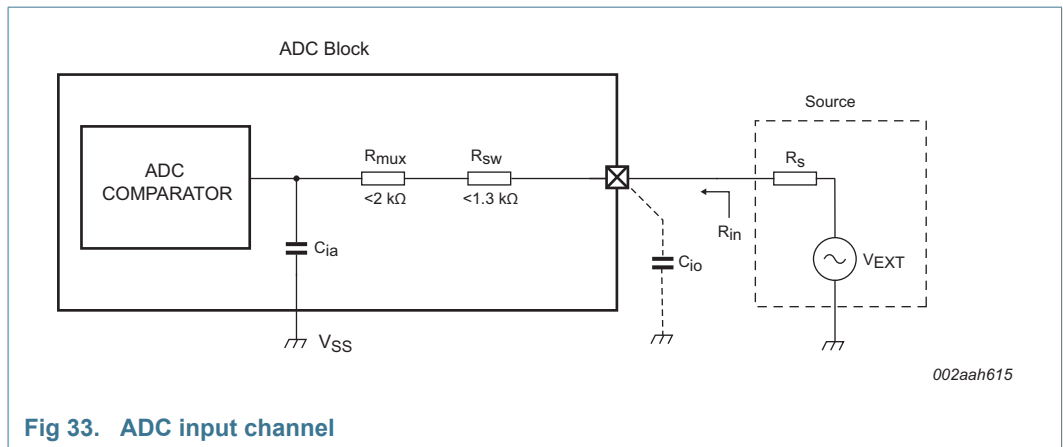 ADC Block
Source
ADC
COMPARATOR
Rmux
<2 kΩ
Rsw
<1.3 kΩ
Rs
Rin
Cia
Cio
VEXT
VSS
002aah615
Fig 33. ADC input channel